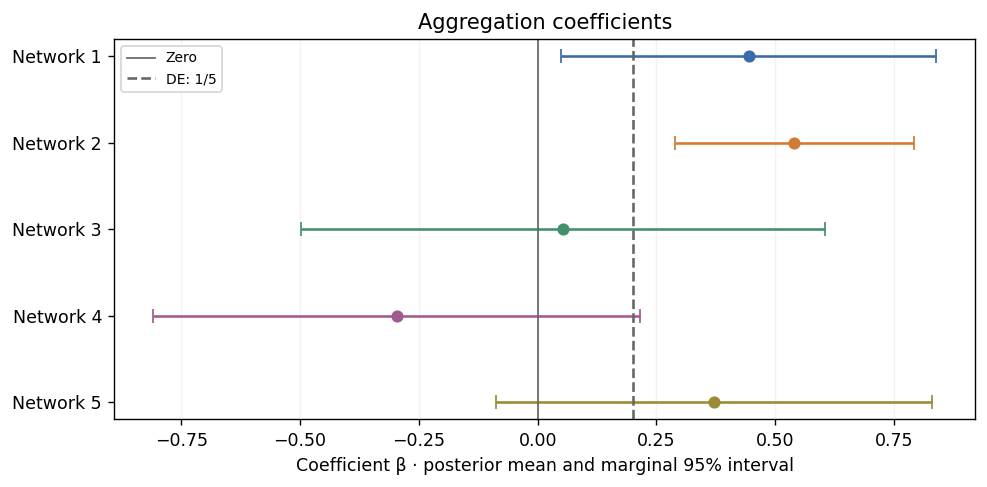 Aggregation coefficients
Zero
DE: 1/5
Network 1
Network 2
Network 3
Network 4
Network 5
−0.75 −0.50 −0.25 0.00 0.25 0.50 0.75
Coefficient β · posterior mean and marginal 95% interval